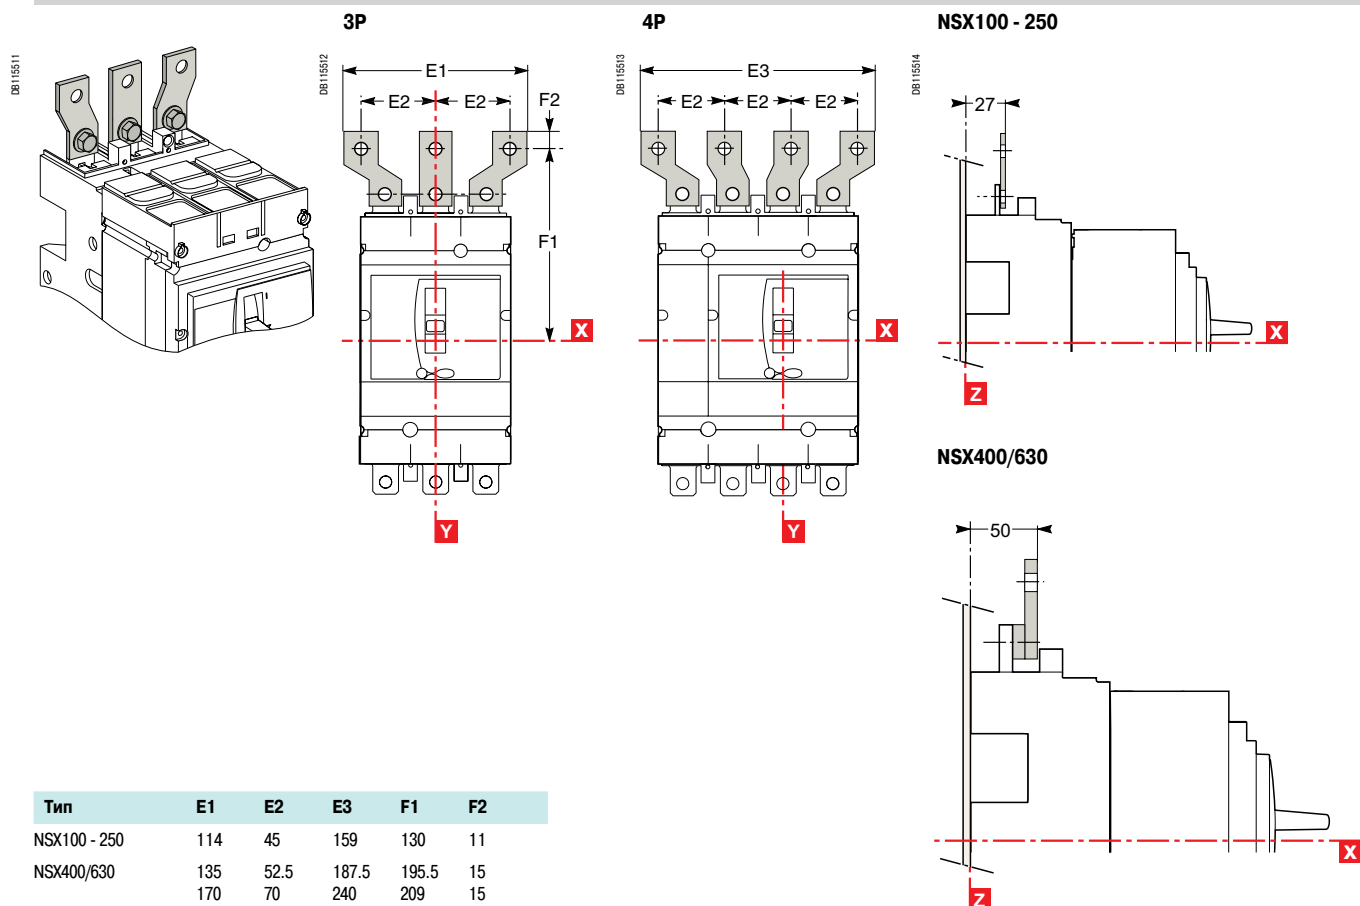 3P
4P
NSX100 - 250
DB115511
DB115512
DB115513
DB115514
E1
E2
E2
F2
F1
X
Y
E3
E2
E2
E2
X
Y
27
X
Z
NSX400/630
50
X
Z
Тип E1 E2 E3 F1 F2
NSX100 - 250 114 45 159 130 11
NSX400/630 135 52.5 187.5 195.5 15
170 70 240 209 15